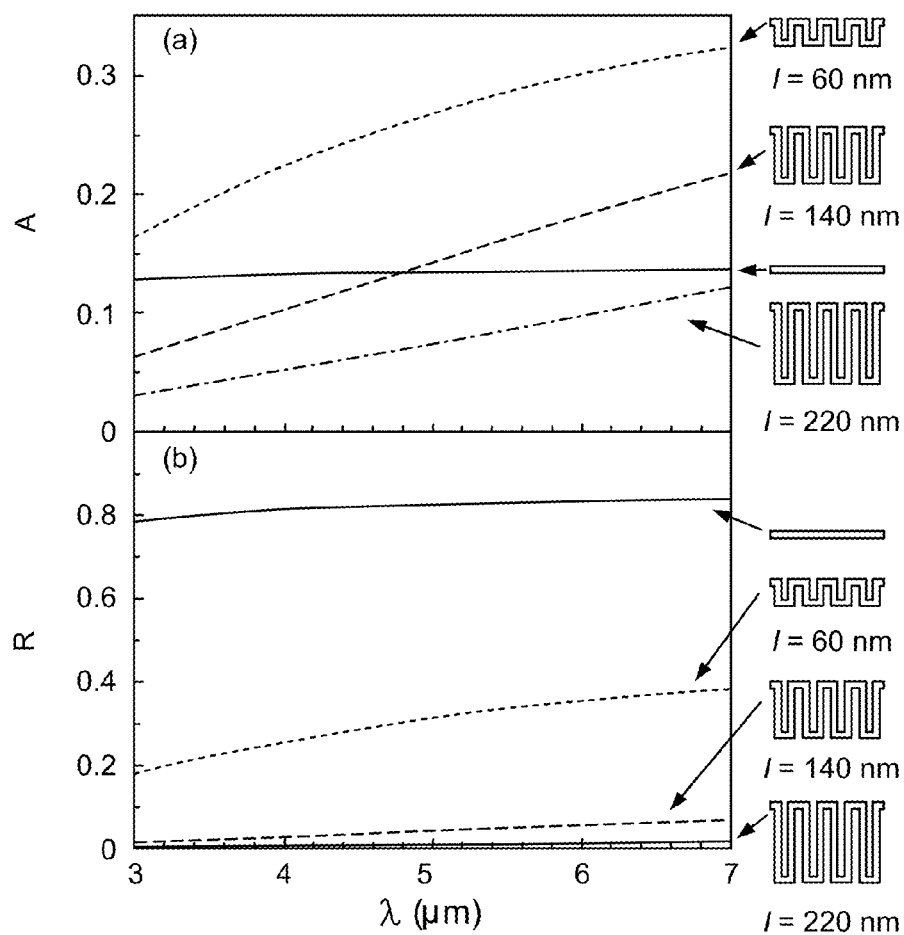 (a)
0.3
0.2
0.1
0
A
l = 60 nm
l = 140 nm
l = 220 nm
(b)
0.8
0.6
0.4
0.2
0
R
l = 60 nm
l = 140 nm
l = 220 nm
3 4 5 6 7
λ (μm)